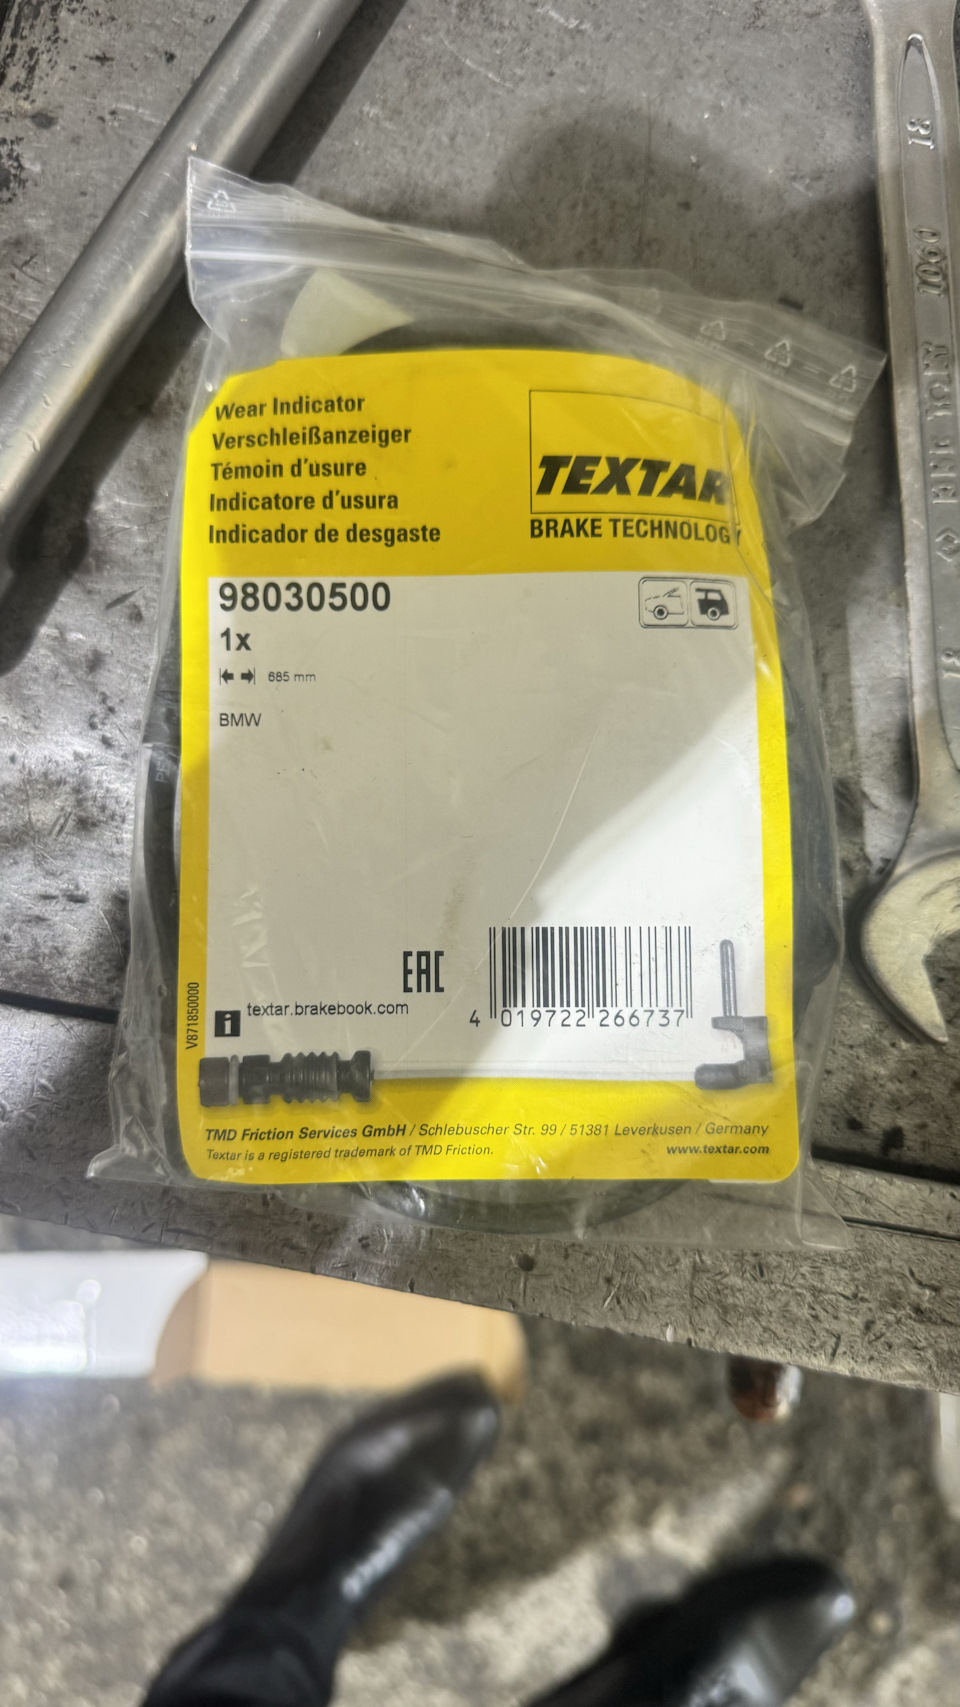 Wear Indicator
Verschleißanzeiger
Témoin d'usure
Indicatore d'usura
Indicador de desgaste
TEXTAR
BRAKE TECHNOLOGY
98030500
1x
685 mm
BMW
EAC
4 019722 266737
V871850000
i textar.brakebook.com
TMD Friction Services GmbH / Schlebuscher Str. 99 / 51381 Leverkusen / Germany
Textar is a registered trademark of TMD Friction.
www.textar.com
18
1060